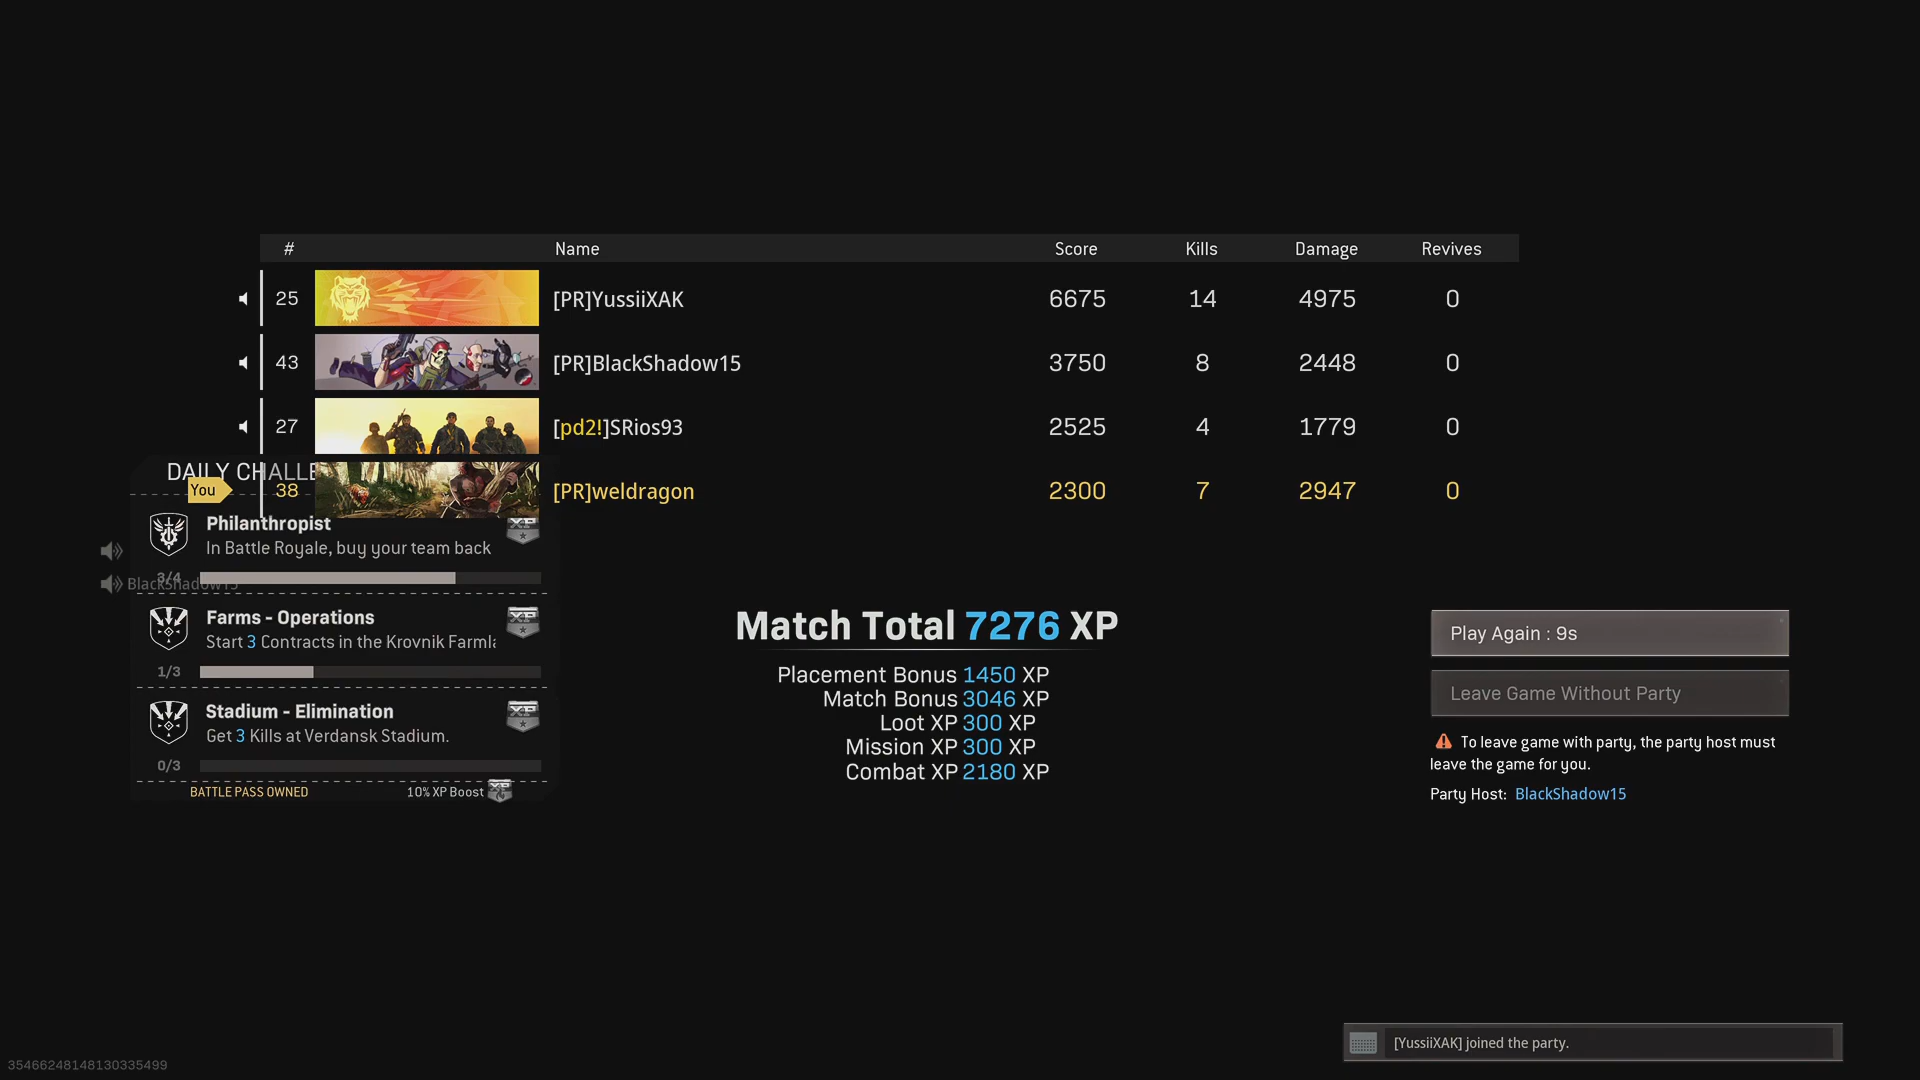 # Name Score Kills Damage Revives
25 [PR]YussiiXAK 6675 14 4975 0
43 [PR]BlackShadow15 3750 8 2448 0
27 [pd2!]SRios93 2525 4 1779 0
DAILY CHALLE
You 38 [PR]weldragon 2300 7 2947 0
Philanthropist
In Battle Royale, buy your team back
3/4
BlackShadow15
Farms - Operations
Start 3 Contracts in the Krovnik Farmla
1/3
Stadium - Elimination
Get 3 Kills at Verdansk Stadium.
0/3
BATTLE PASS OWNED 10% XP Boost
Match Total 7276 XP
Placement Bonus 1450 XP
Match Bonus 3046 XP
Loot XP 300 XP
Mission XP 300 XP
Combat XP 2180 XP
Play Again : 9s
Leave Game Without Party
To leave game with party, the party host must
leave the game for you.
Party Host: BlackShadow15
[YussiiXAK] joined the party.
35466248148130335499